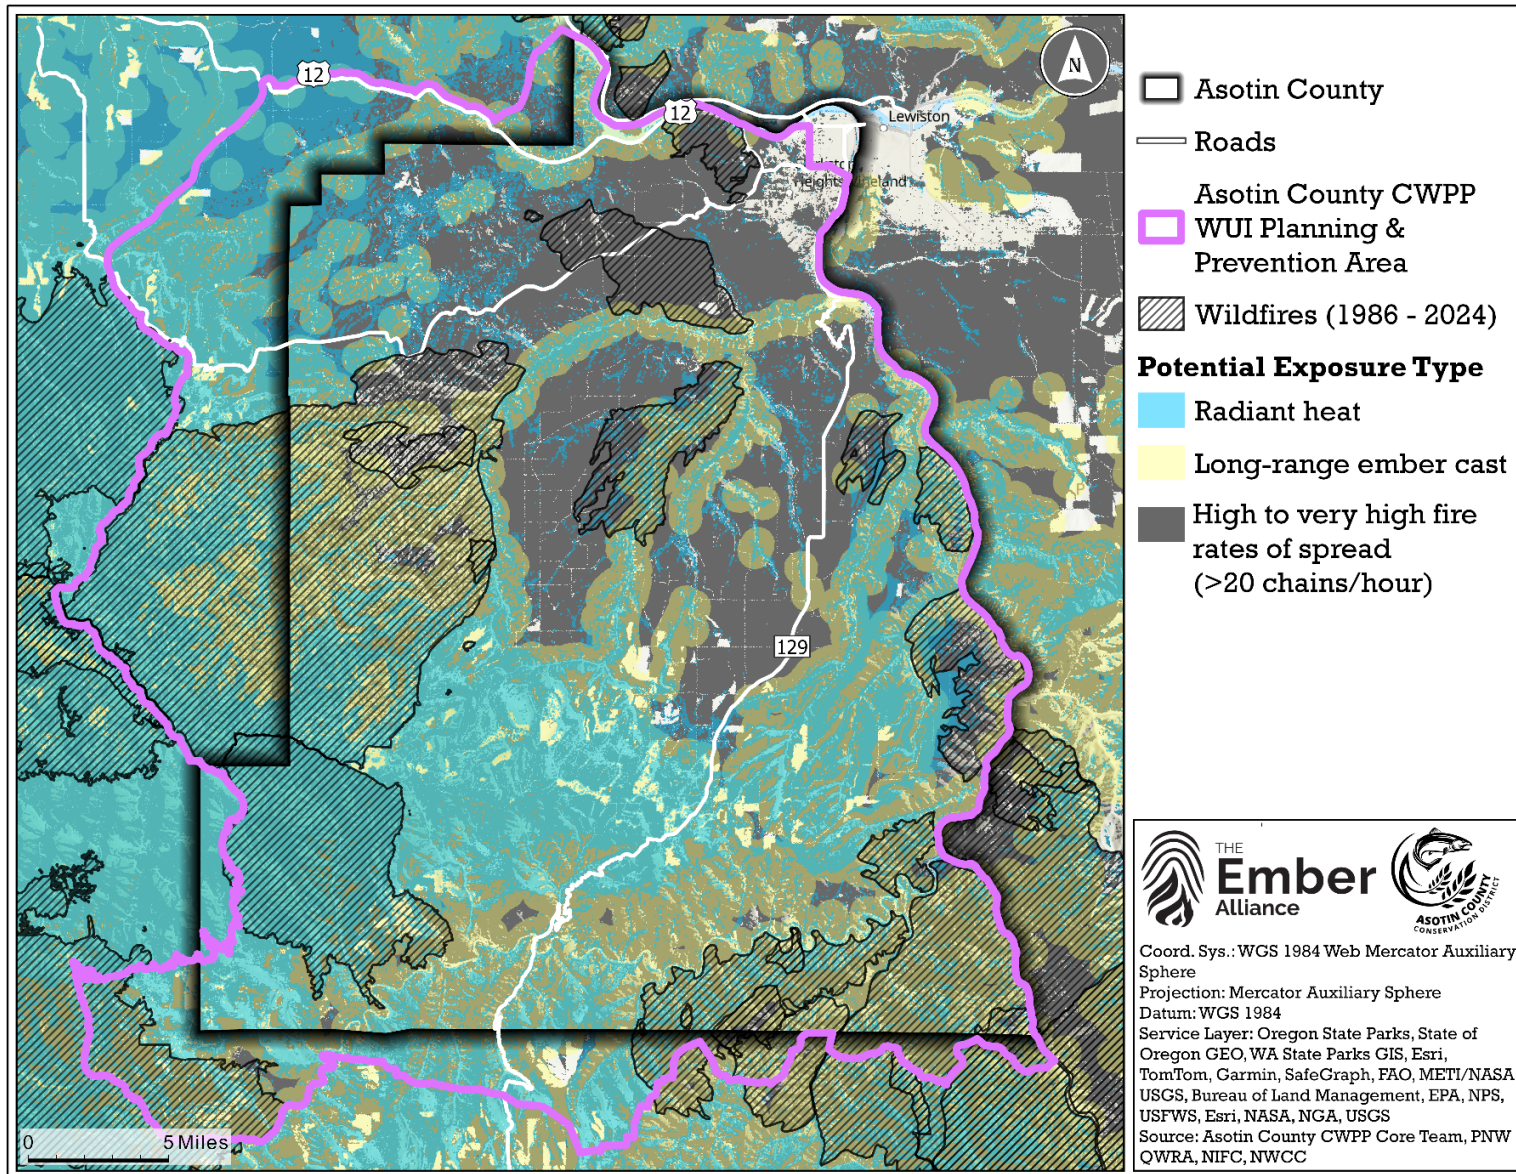 12
12
N
Lewiston
Heights
Vineland
129
0
5 Miles
Asotin County
Roads
Asotin County CWPP
WUI Planning &
Prevention Area
Wildfires (1986 - 2024)
Potential Exposure Type
Radiant heat
Long-range ember cast
High to very high fire
rates of spread
(>20 chains/hour)
THE
Ember
Alliance
ASOTIN COUNTY
CONSERVATION DISTRICT
Coord. Sys.: WGS 1984 Web Mercator Auxiliary
Sphere
Projection: Mercator Auxiliary Sphere
Datum: WGS 1984
Service Layer: Oregon State Parks, State of
Oregon GEO, WA State Parks GIS, Esri,
TomTom, Garmin, SafeGraph, FAO, METI/NASA
USGS, Bureau of Land Management, EPA, NPS,
USFWS, Esri, NASA, NGA, USGS
Source: Asotin County CWPP Core Team, PNW
QWRA, NIFC, NWCC